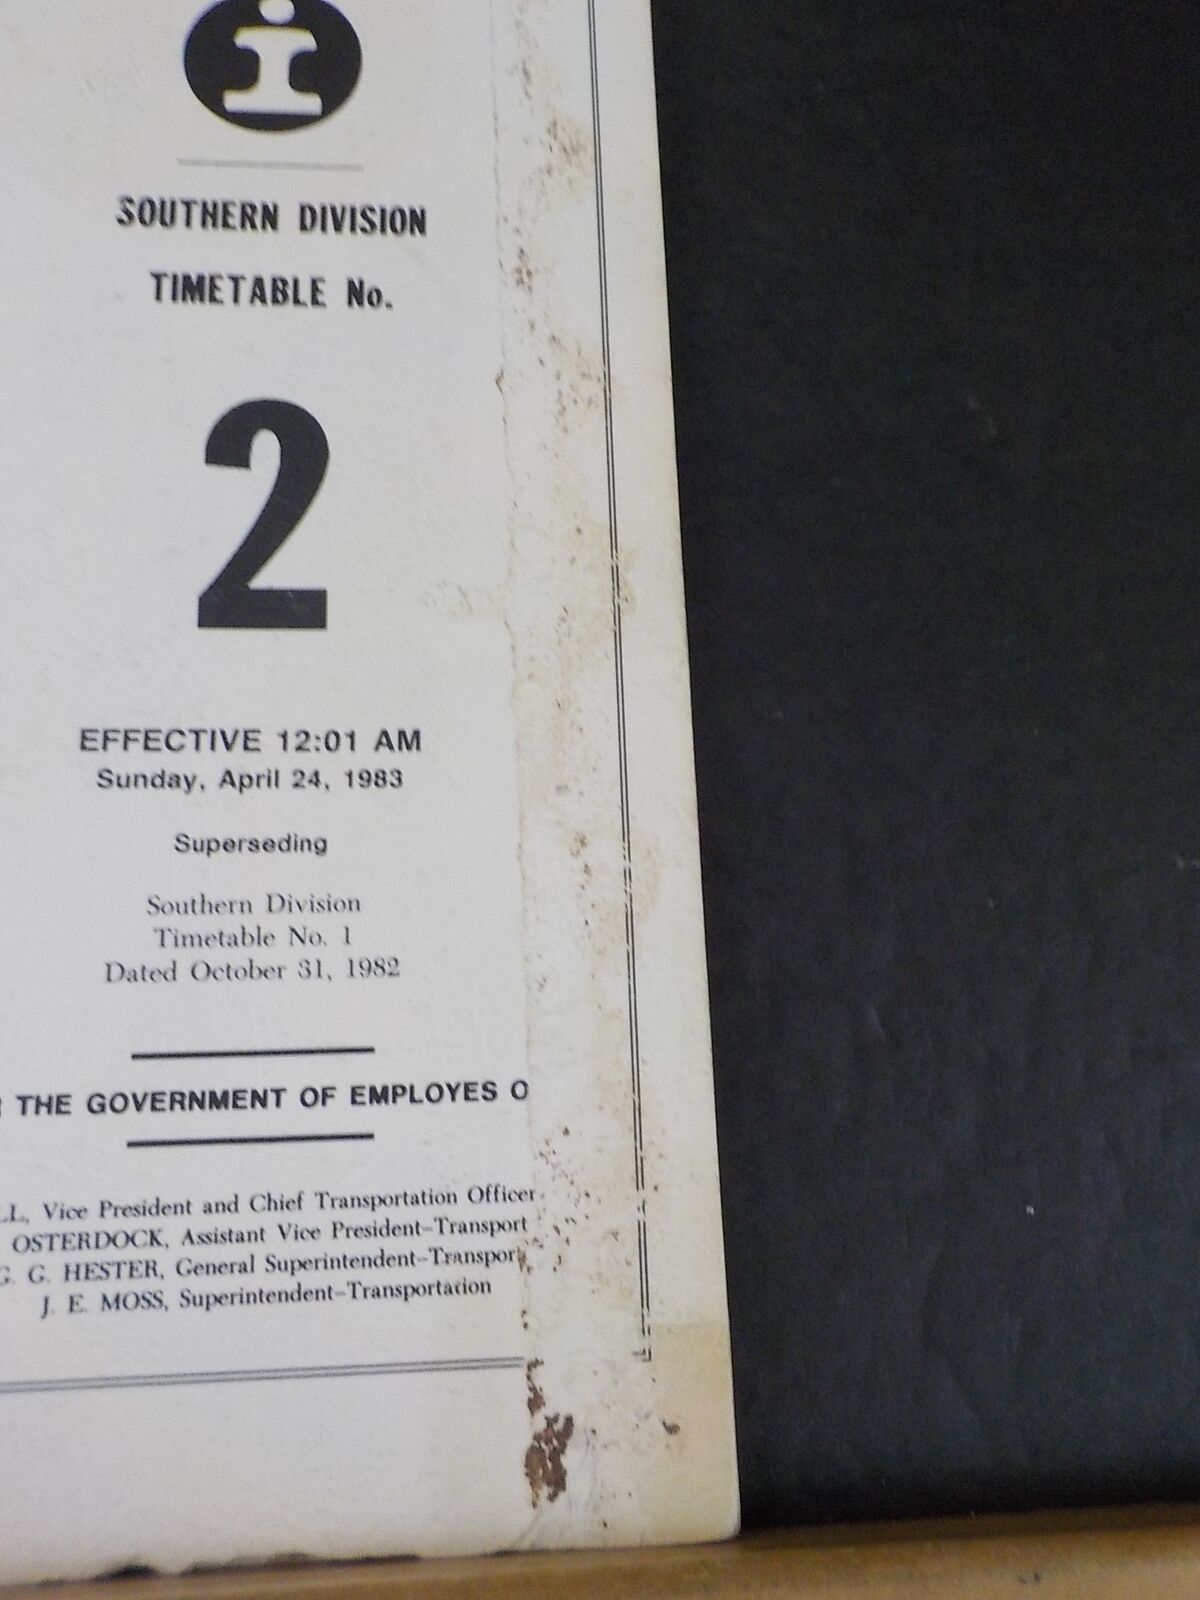 i
SOUTHERN DIVISION
TIMETABLE No.
2
EFFECTIVE 12:01 AM
Sunday, April 24, 1983
Superseding
Southern Division
Timetable No. 1
Dated October 31, 1982
THE GOVERNMENT OF EMPLOYES O
LL, Vice President and Chief Transportation Officer
OSTERDOCK, Assistant Vice President-Transport
G. G. HESTER, General Superintendent-Transport
J. E. MOSS, Superintendent-Transportation